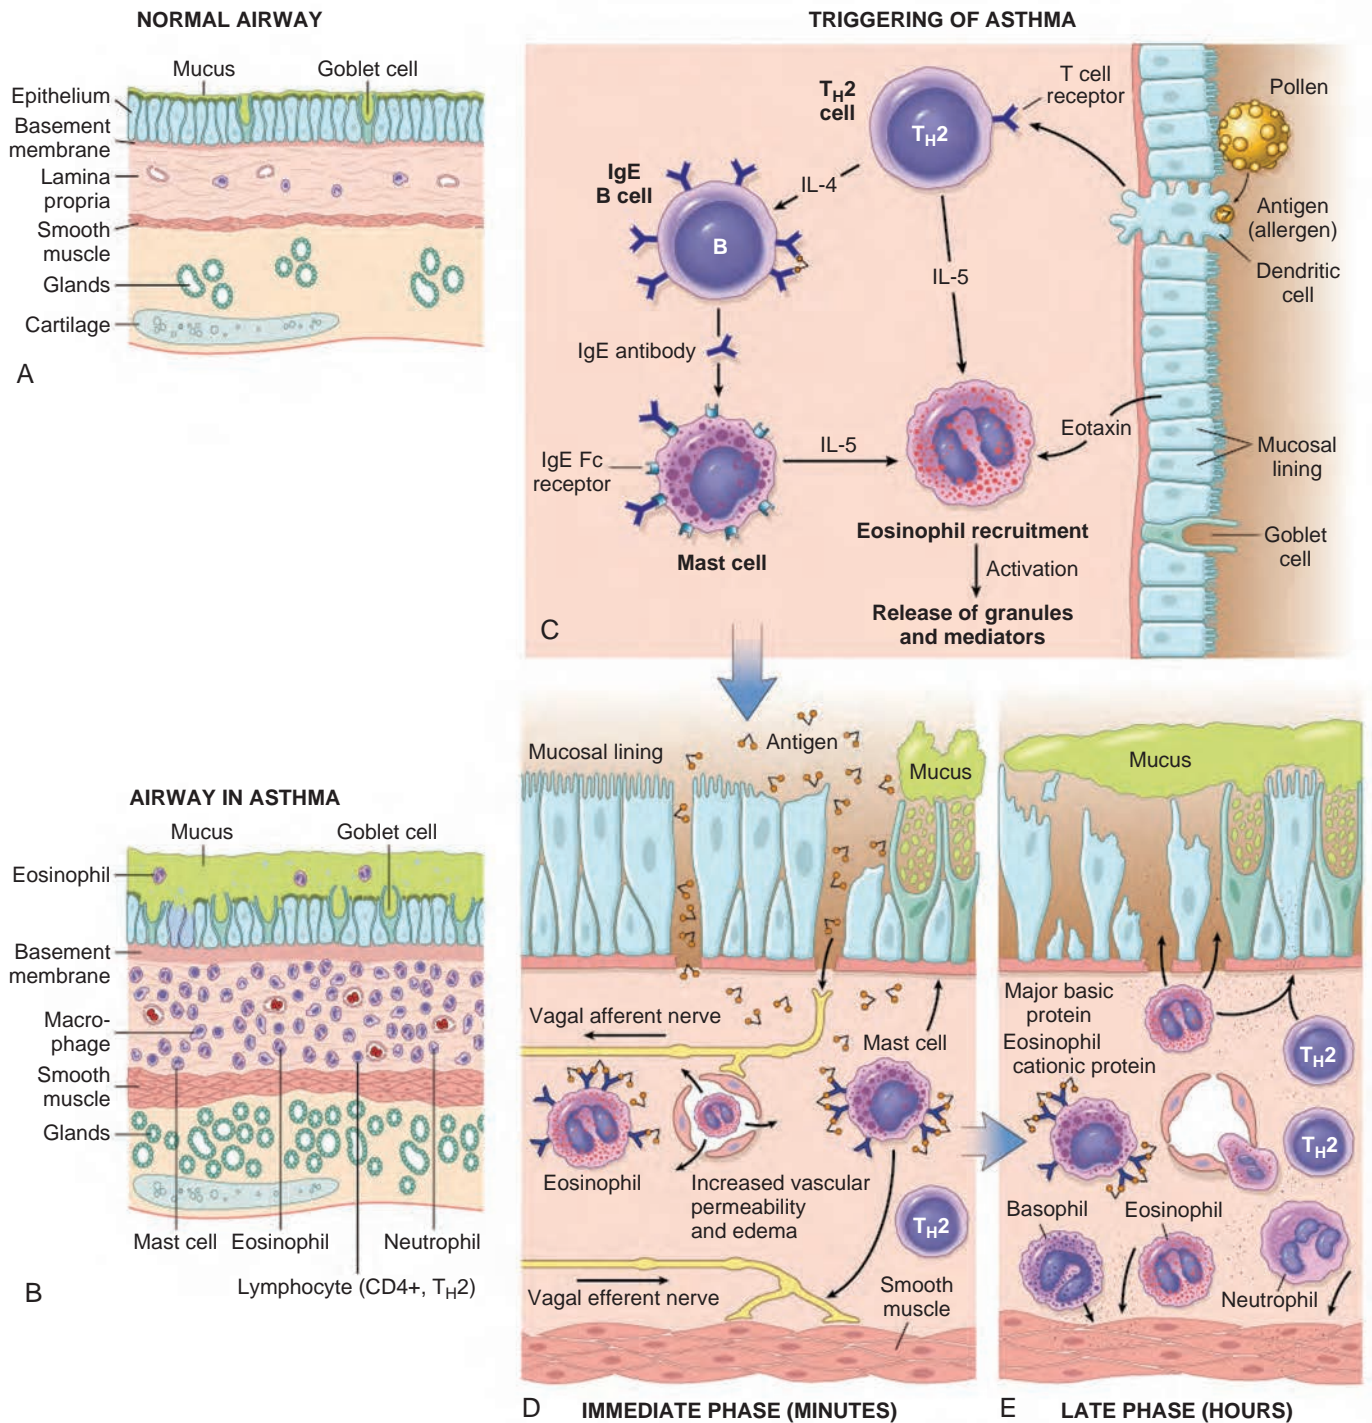 NORMAL AIRWAY
Mucus
Goblet cell
Epithelium
Basement
membrane
Lamina
propria
Smooth
muscle
Glands
Cartilage
A
TRIGGERING OF ASTHMA
TH2
cell
TH2
T cell
receptor
Pollen
IgE
B cell
IL-4
B
Antigen
(allergen)
Dendritic
cell
IL-5
IgE antibody
Eotaxin
IL-5
IgE Fc
receptor
Mucosal
lining
Mast cell
Eosinophil recruitment
Goblet
cell
Activation
Release of granules
and mediators
C
AIRWAY IN ASTHMA
Mucus
Goblet cell
Eosinophil
Basement
membrane
Macro-
phage
Smooth
muscle
Glands
Mast cell
Eosinophil
Neutrophil
Lymphocyte (CD4+, TH2)
B
Mucosal lining
Antigen
Mucus
Vagal afferent nerve
Mast cell
Eosinophil
Increased vascular
permeability
and edema
TH2
Vagal efferent nerve
Smooth
muscle
D
IMMEDIATE PHASE (MINUTES)
Mucus
Major basic
protein
Eosinophil
cationic protein
TH2
TH2
Basophil
Eosinophil
Neutrophil
E
LATE PHASE (HOURS)